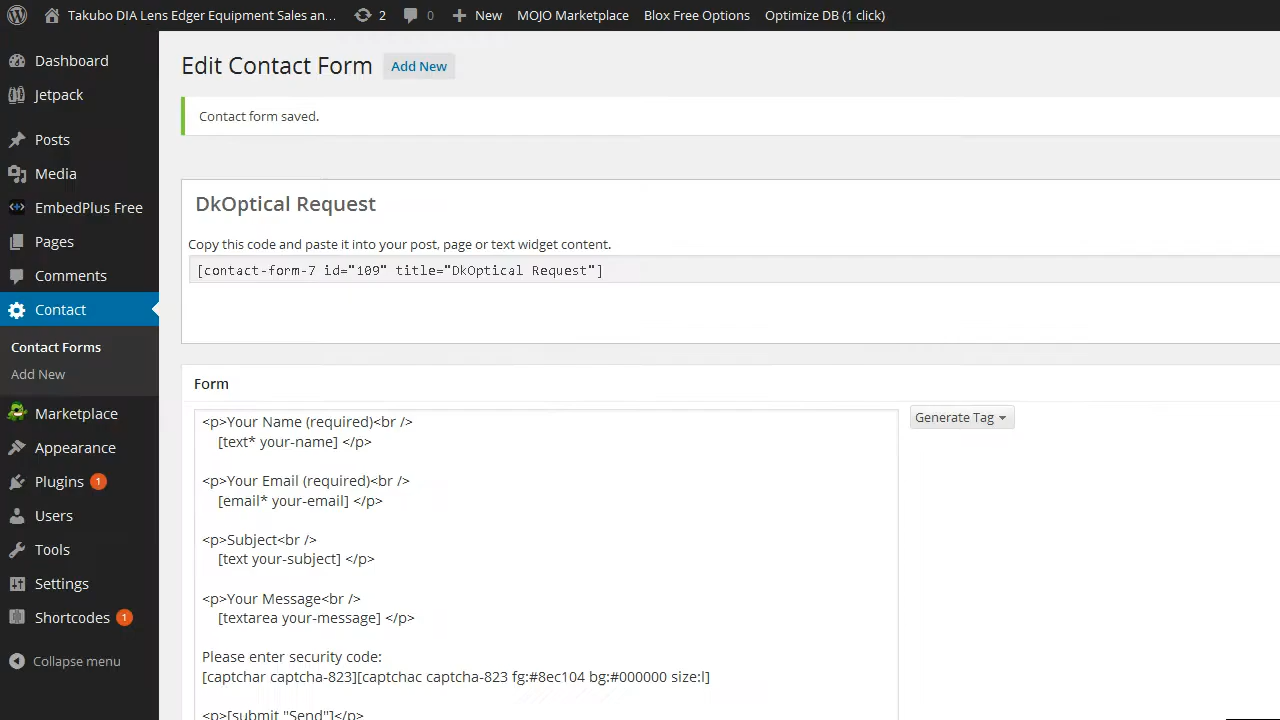 Takubo DIA Lens Edger Equipment Sales an... 2 0 New MOJO Marketplace Blox Free Options Optimize DB (1 click)
Dashboard
Jetpack
Posts
Media
EmbedPlus Free
Pages
Comments
Contact
Contact Forms
Add New
Marketplace
Appearance
Plugins 1
Users
Tools
Settings
Shortcodes 1
Collapse menu
Edit Contact Form Add New
Contact form saved.
DkOptical Request
Copy this code and paste it into your post, page or text widget content.
[contact-form-7 id="109" title="DkOptical Request"]
Form
Generate Tag
<p>Your Name (required)<br />
[text* your-name] </p>
<p>Your Email (required)<br />
[email* your-email] </p>
<p>Subject<br />
[text your-subject] </p>
<p>Your Message<br />
[textarea your-message] </p>
Please enter security code:
[captchar captcha-823][captchac captcha-823 fg:#8ec104 bg:#000000 size:l]
<p>[submit "Send"]</p>